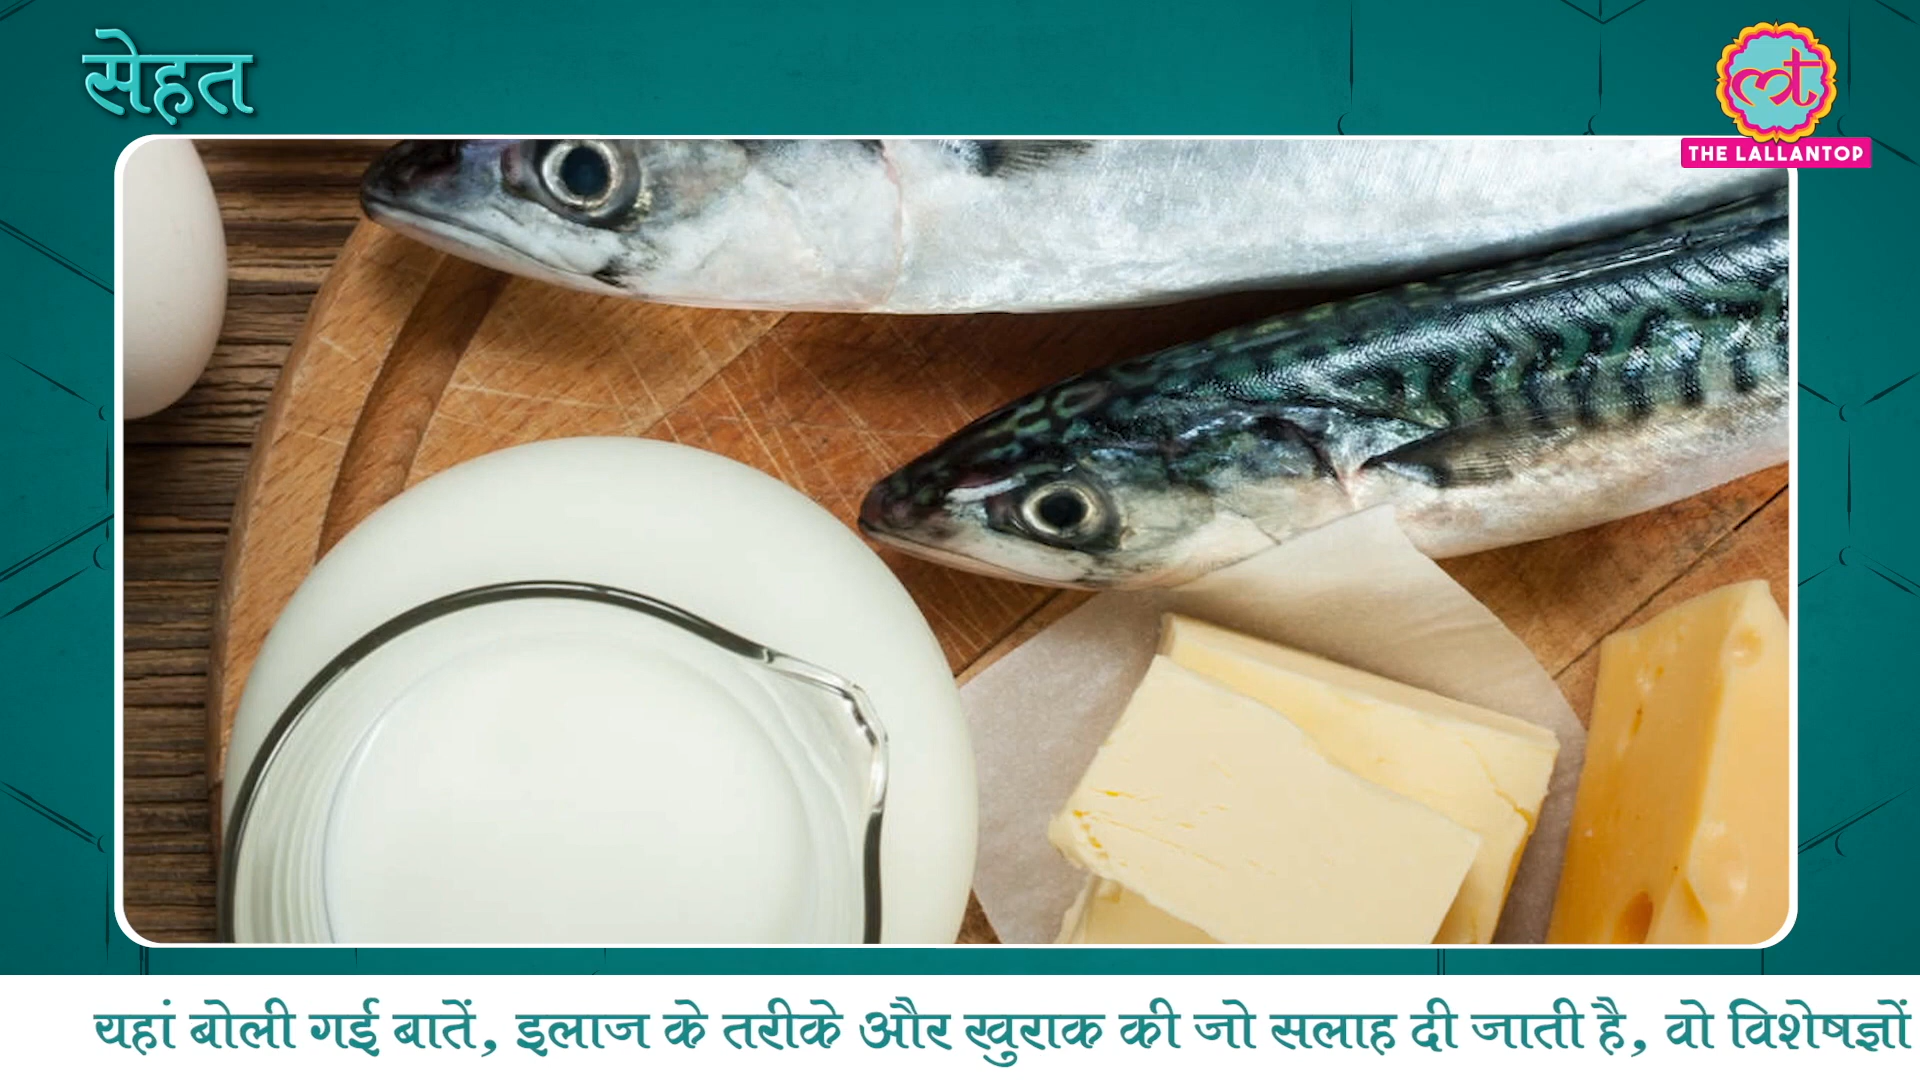 सेहत
THE LALLANTOP
यहां बोली गई बातें, इलाज के तरीके और खुराक की जो सलाह दी जाती है, वो विशेषज्ञों